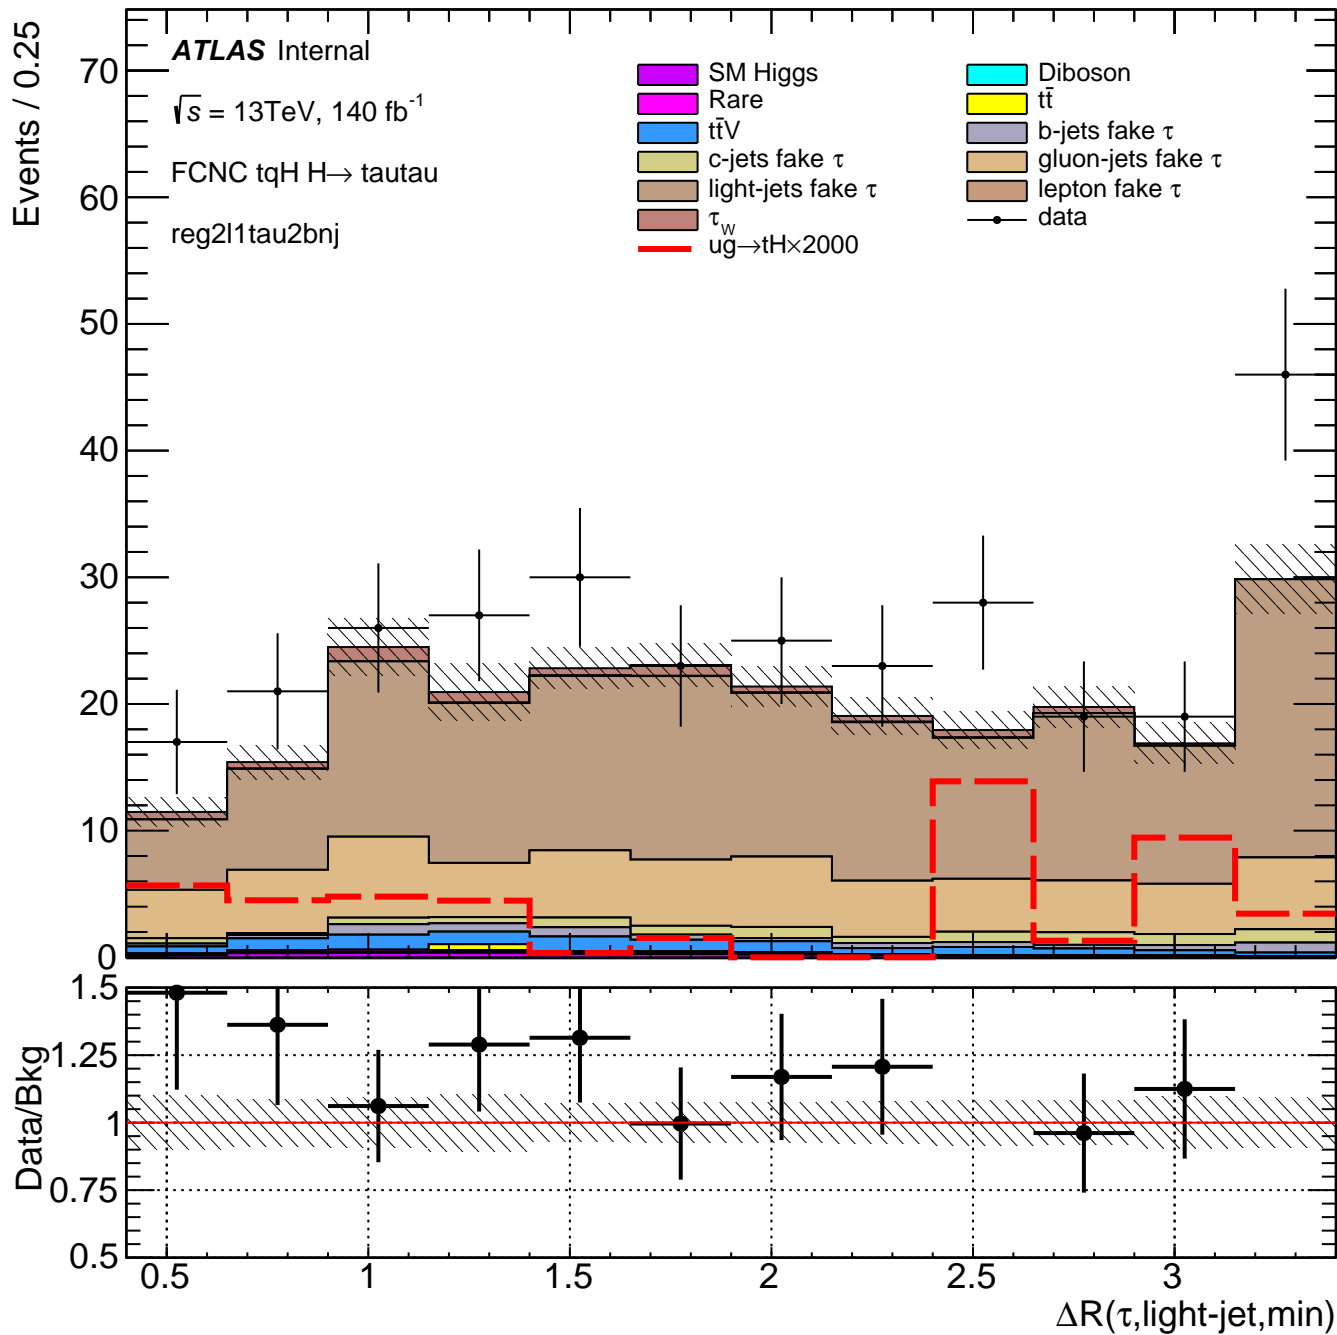 Events / 0.25
70
60
50
40
30
20
10
0
ATLAS Internal
√s = 13TeV, 140 fb⁻¹
FCNC tqH H→ tautau
reg2l1tau2bnj
SM Higgs
Rare
tt̄V
c-jets fake τ
light-jets fake τ
τ_W
ug→tH×2000
Diboson
tt̄
b-jets fake τ
gluon-jets fake τ
lepton fake τ
data
Data/Bkg
1.5
1.25
1
0.75
0.5
0.5 1 1.5 2 2.5 3
ΔR(τ,light-jet,min)